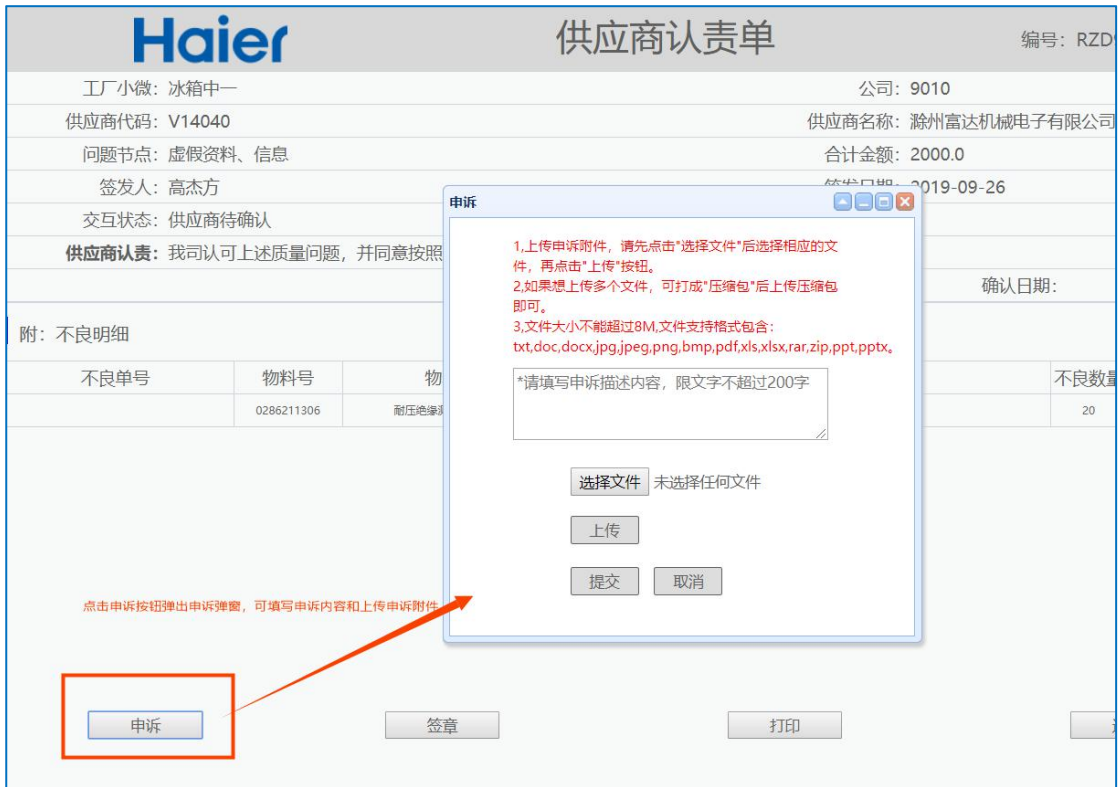 Haier 供应商认责单 编号：RZD
工厂小微：冰箱中一 公司：9010
供应商代码：V14040 供应商名称：滁州富达机械电子有限公司
问题节点：虚假资料、信息 合计金额：2000.0
签发人：高杰方 签发日期：2019-09-26
交互状态：供应商待确认
供应商认责：我司认可上述质量问题，并同意按照
确认日期：
附：不良明细
不良单号 物料号 物 不良数量
0286211306 耐压绝缘测 20
申诉
1,上传申诉附件，请先点击"选择文件"后选择相应的文
件，再点击"上传"按钮。
2,如果想上传多个文件，可打成"压缩包"后上传压缩包
即可。
3,文件大小不能超过8M,文件支持格式包含：
txt,doc,docx,jpg,jpeg,png,bmp,pdf,xls,xlsx,rar,zip,ppt,pptx。
*请填写申诉描述内容，限文字不超过200字
选择文件 未选择任何文件
上传
提交 取消
点击申诉按钮弹出申诉弹窗，可填写申诉内容和上传申诉附件
申诉 签章 打印